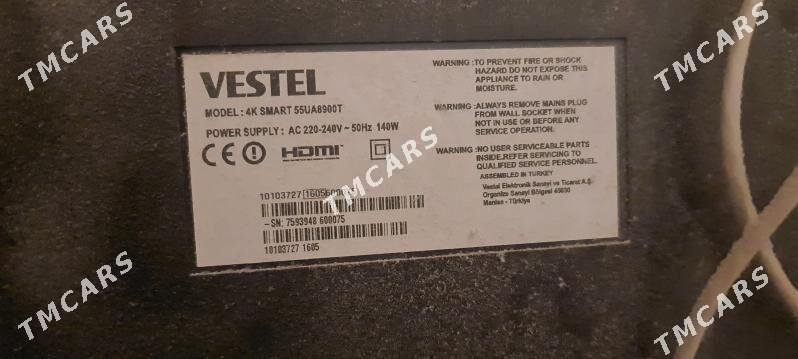 VESTEL
MODEL : 4K SMART 55UA8900T
POWER SUPPLY : AC 220-240V ~ 50Hz 140W
CE HDMI
10103727
-SN: 7593948 600075
10103727 1605
WARNING :TO PREVENT FIRE OR SHOCK
HAZARD DO NOT EXPOSE THIS
APPLIANCE TO RAIN OR
MOISTURE.
WARNING :ALWAYS REMOVE MAINS PLUG
FROM WALL SOCKET WHEN
NOT IN USE OR BEFORE ANY
SERVICE OPERATION.
WARNING :NO USER SERVICEABLE PARTS
INSIDE.REFER SERVICING TO
QUALIFIED SERVICE PERSONNEL.
ASSEMBLED IN TURKEY
Vestel Elektronik Sanayi ve Ticaret A.Ş.
Organize Sanayi Bölgesi 45030
Manisa - Türkiye
TMCARS
TMCARS
TMCARS
TMCARS
TMCARS
TMCARS